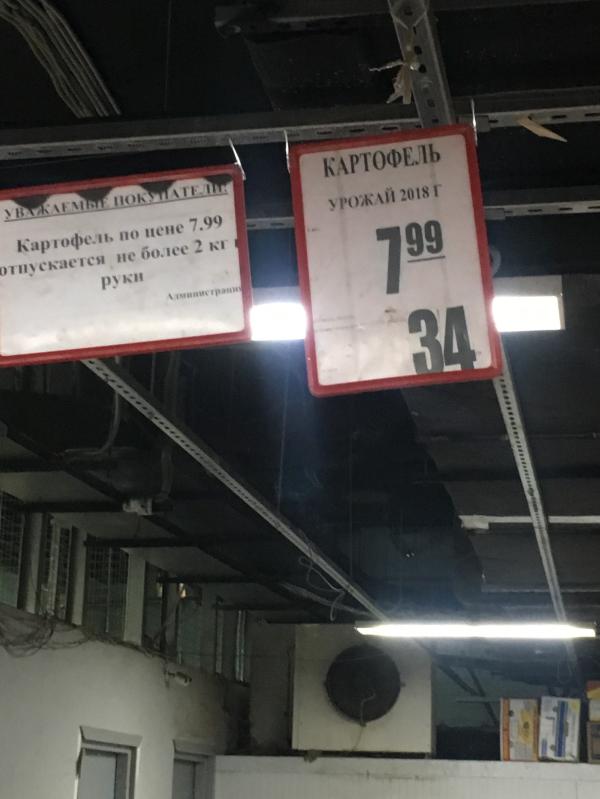 УВАЖАЕМЫЕ ПОКУПАТЕЛИ!
Картофель по цене 7.99
отпускается не более 2 кг
руки
Администрация
КАРТОФЕЛЬ
УРОЖАЙ 2018 Г
7 99
34